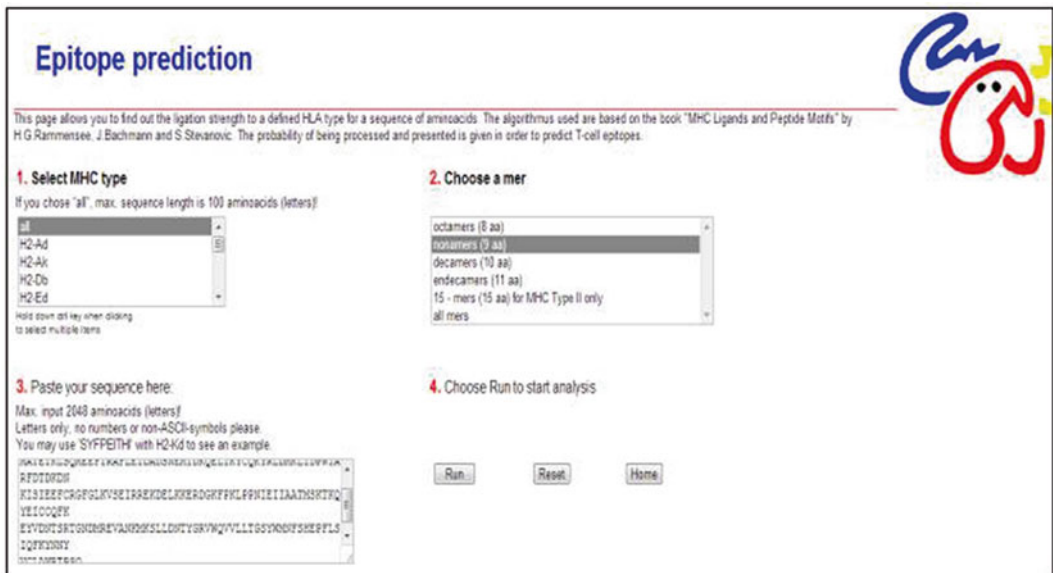 Epitope prediction
This page allows you to find out the ligation strength to a defined HLA type for a sequence of aminoacids. The algorithmus used are based on the book "MHC Ligands and Peptide Motifs" by
H.G.Rammensee, J.Bachmann and S.Stevanovic. The probability of being processed and presented is given in order to predict T-cell epitopes.
1. Select MHC type
If you chose "all", max. sequence length is 100 aminoacids (letters)!
all
H2-Ad
H2-Ak
H2-Db
H2-Ed
Hold down ctrl key when clicking
to select multiple items
2. Choose a mer
octamers (8 aa)
nonamers (9 aa)
decamers (10 aa)
endecamers (11 aa)
15 - mers (15 aa) for MHC Type II only
all mers
3. Paste your sequence here:
Max. input 2048 aminoacids (letters)!
Letters only, no numbers or non-ASCII-symbols please.
You may use 'SYFPEITHI' with H2-Kd to see an example.
RFDTDKDN
KISIEEFCRGFGLKVSEIRREKDELKKERDGKFPKLPPNIEIIAATMSKTKQ
YEICCQFK
EYVDNTSRTGNDMREVANKMKSLLDNTYGRVWQVVLLTGSYWMNFSHEPFLS
IQFKYNNY
4. Choose Run to start analysis
Run
Reset
Home